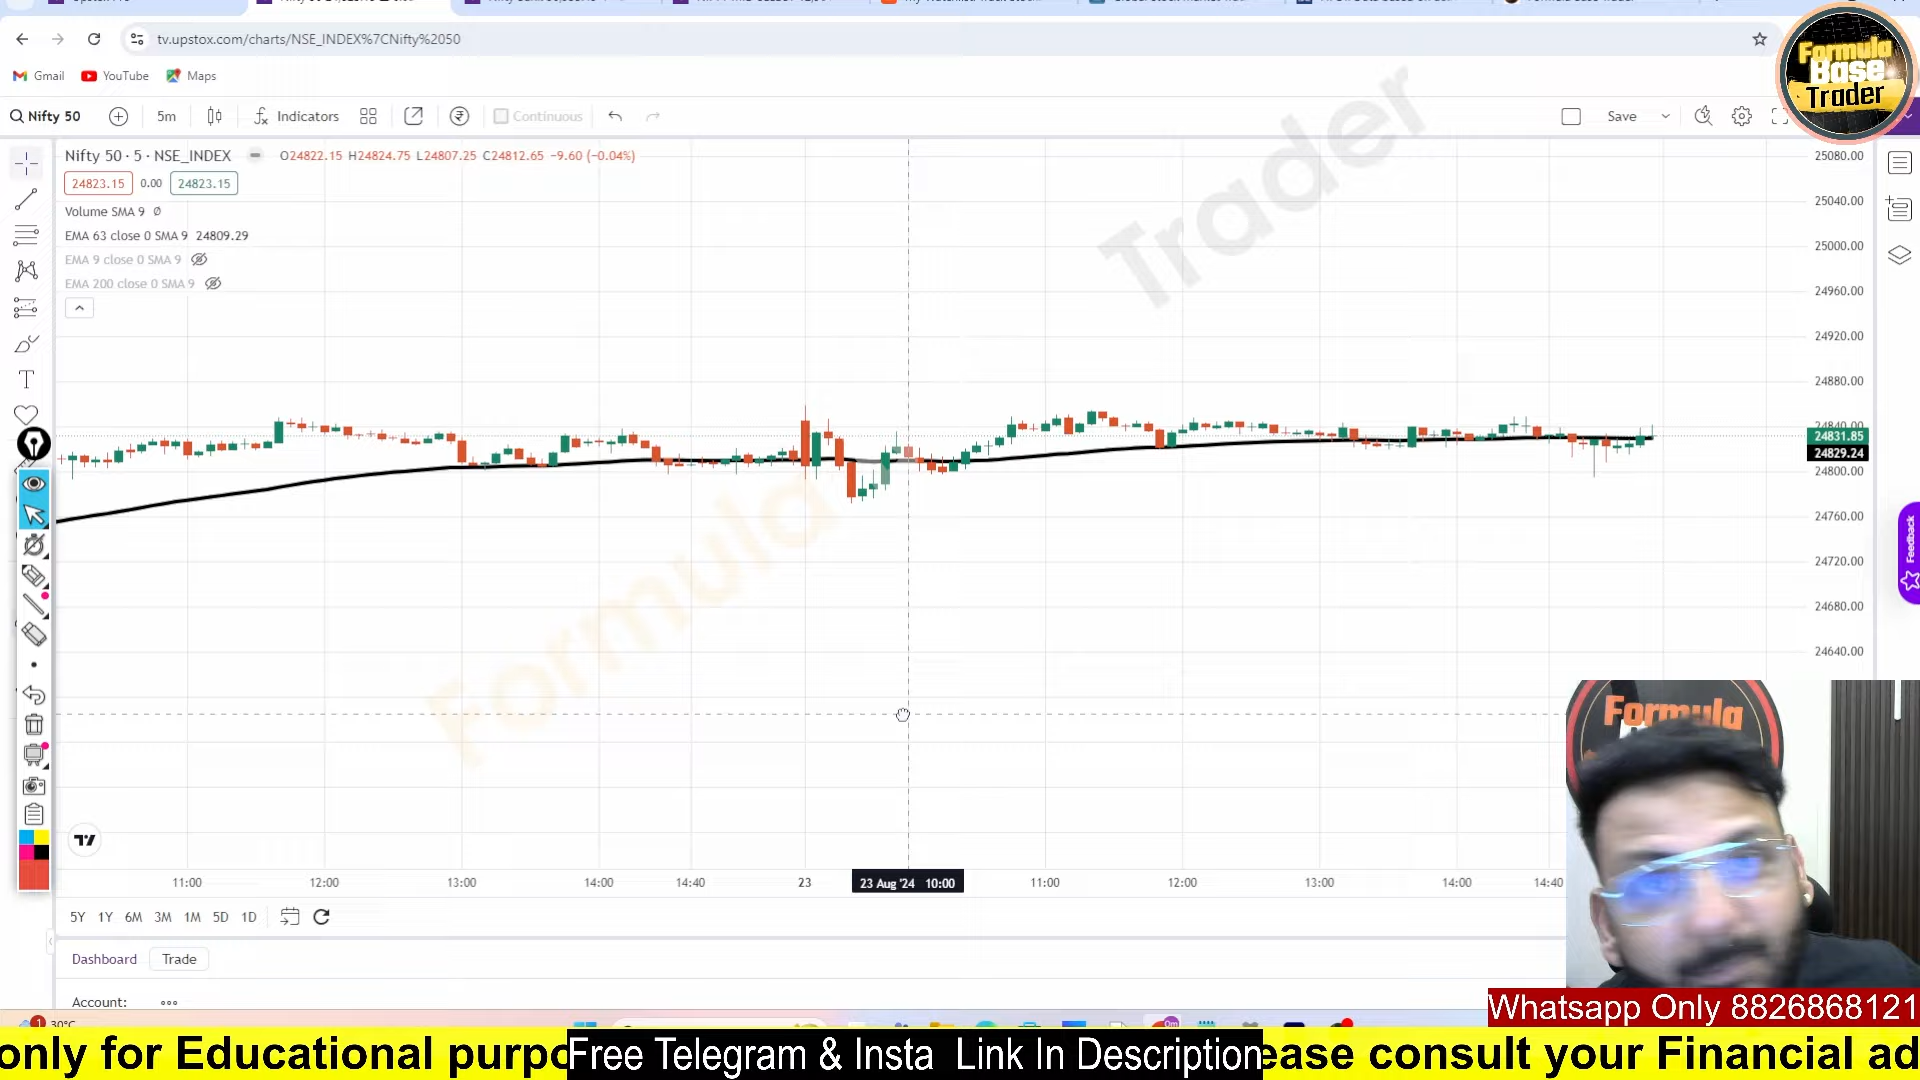 tv.upstox.com/charts/NSE_INDEX%7CNifty%2050
Gmail YouTube Maps
Formula Base Trader
Nifty 50 5m Indicators Continuous Save
Nifty 50 · 5 · NSE_INDEX O24822.15 H24824.75 L24807.25 C24812.65 −9.60 (−0.04%)
24823.15 0.00 24823.15
Volume SMA 9 Ø
EMA 63 close 0 SMA 9 24809.29
EMA 9 close 0 SMA 9
EMA 200 close 0 SMA 9
Formula Trader
25080.00
25040.00
25000.00
24960.00
24920.00
24880.00
24840.00
24831.85
24829.24
24800.00
24760.00
24720.00
24680.00
24640.00
Feedback
Formula
11:00 12:00 13:00 14:00 14:40 23 23 Aug '24 10:00 11:00 12:00 13:00 14:00 14:40
5Y 1Y 6M 3M 1M 5D 1D
Dashboard Trade
Account:
30°C
Whatsapp Only 8826868121
only for Educational purpo
Free Telegram & Insta Link In Description
ease consult your Financial ad